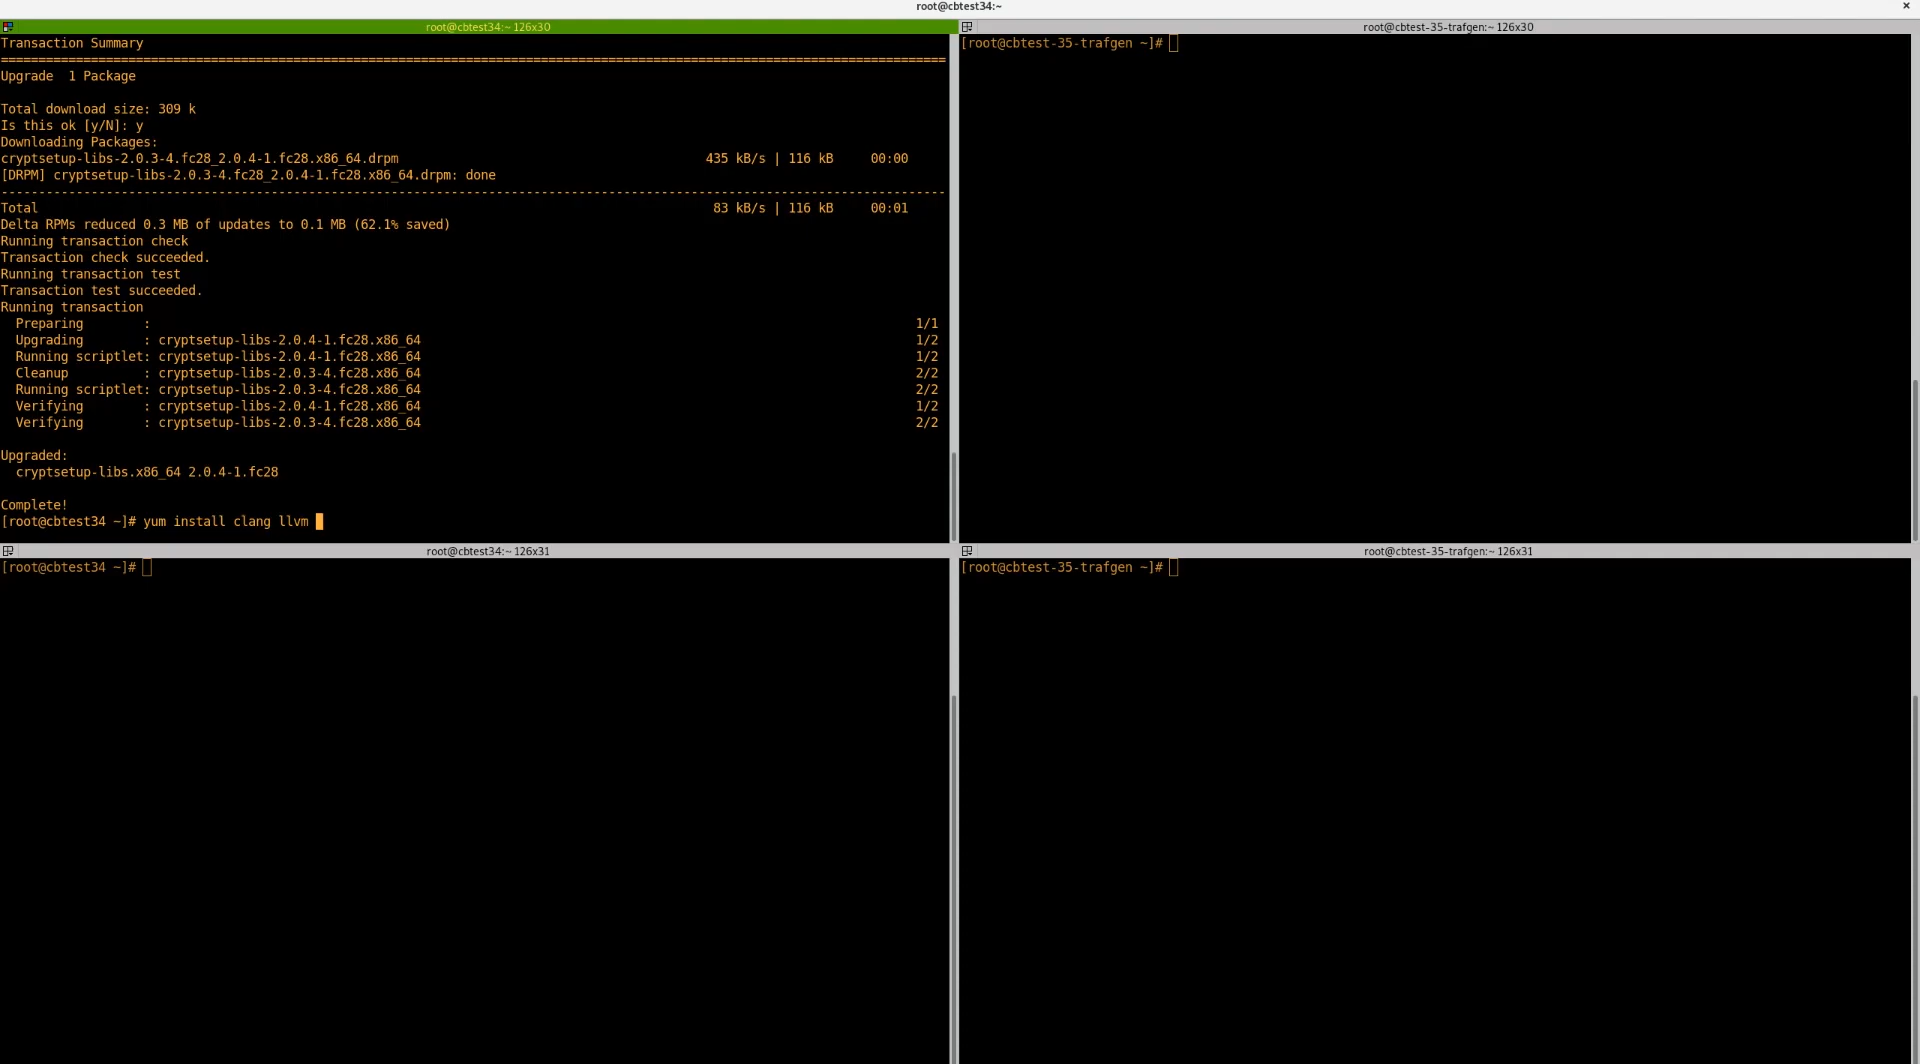 root@cbtest34:~
×
root@cbtest34:~ 126x30
Transaction Summary
================================================================================
Upgrade  1 Package
Total download size: 309 k
Is this ok [y/N]: y
Downloading Packages:
cryptsetup-libs-2.0.3-4.fc28_2.0.4-1.fc28.x86_64.drpm 435 kB/s | 116 kB 00:00
[DRPM] cryptsetup-libs-2.0.3-4.fc28_2.0.4-1.fc28.x86_64.drpm: done
--------------------------------------------------------------------------------
Total 83 kB/s | 116 kB 00:01
Delta RPMs reduced 0.3 MB of updates to 0.1 MB (62.1% saved)
Running transaction check
Transaction check succeeded.
Running transaction test
Transaction test succeeded.
Running transaction
Preparing : 1/1
Upgrading : cryptsetup-libs-2.0.4-1.fc28.x86_64 1/2
Running scriptlet: cryptsetup-libs-2.0.4-1.fc28.x86_64 1/2
Cleanup : cryptsetup-libs-2.0.3-4.fc28.x86_64 2/2
Running scriptlet: cryptsetup-libs-2.0.3-4.fc28.x86_64 2/2
Verifying : cryptsetup-libs-2.0.4-1.fc28.x86_64 1/2
Verifying : cryptsetup-libs-2.0.3-4.fc28.x86_64 2/2
Upgraded:
cryptsetup-libs.x86_64 2.0.4-1.fc28
Complete!
[root@cbtest34 ~]# yum install clang llvm
root@cbtest-35-trafgen:~ 126x30
[root@cbtest-35-trafgen ~]#
root@cbtest34:~ 126x31
[root@cbtest34 ~]#
root@cbtest-35-trafgen:~ 126x31
[root@cbtest-35-trafgen ~]#